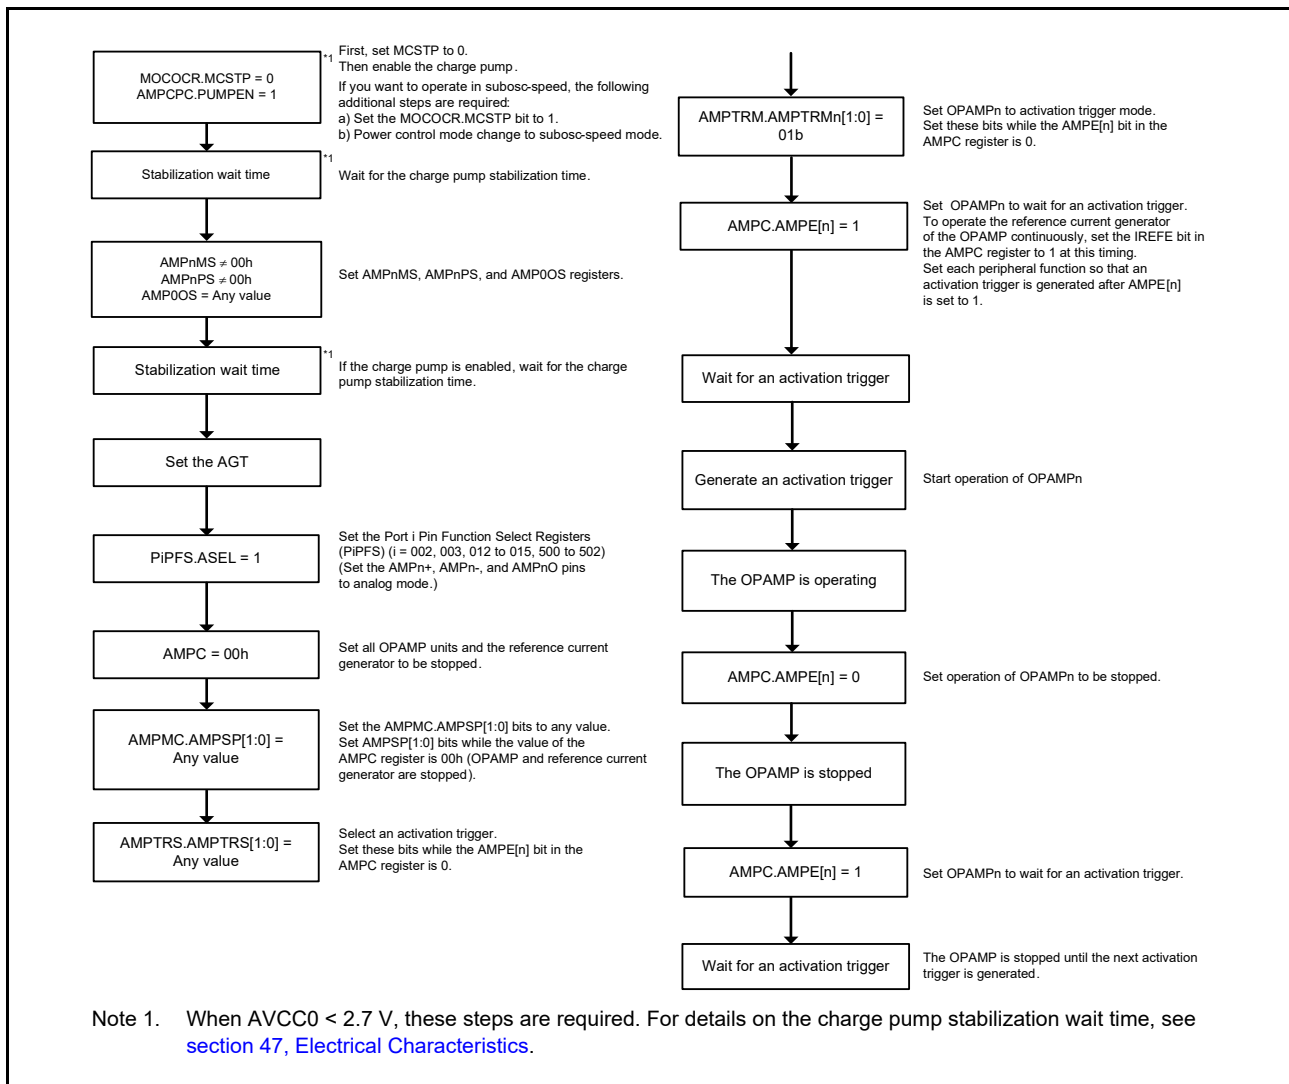 MOCOCR.MCSTP = 0
AMPCPC.PUMPEN = 1
*1
First, set MCSTP to 0.
Then enable the charge pump.
If you want to operate in subosc-speed, the following
additional steps are required:
a) Set the MOCOCR.MCSTP bit to 1.
b) Power control mode change to subosc-speed mode.
Stabilization wait time
*1
Wait for the charge pump stabilization time.
AMPnMS ≠ 00h
AMPnPS ≠ 00h
AMP0OS = Any value
Set AMPnMS, AMPnPS, and AMP0OS registers.
Stabilization wait time
*1
If the charge pump is enabled, wait for the charge
pump stabilization time.
Set the AGT
PiPFS.ASEL = 1
Set the Port i Pin Function Select Registers
(PiPFS) (i = 002, 003, 012 to 015, 500 to 502)
(Set the AMPn+, AMPn-, and AMPnO pins
to analog mode.)
AMPC = 00h
Set all OPAMP units and the reference current
generator to be stopped.
AMPMC.AMPSP[1:0] =
Any value
Set the AMPMC.AMPSP[1:0] bits to any value.
Set AMPSP[1:0] bits while the value of the
AMPC register is 00h (OPAMP and reference current
generator are stopped).
AMPTRS.AMPTRS[1:0] =
Any value
Select an activation trigger.
Set these bits while the AMPE[n] bit in the
AMPC register is 0.
AMPTRM.AMPTRMn[1:0] =
01b
Set OPAMPn to activation trigger mode.
Set these bits while the AMPE[n] bit in the
AMPC register is 0.
AMPC.AMPE[n] = 1
Set OPAMPn to wait for an activation trigger.
To operate the reference current generator
of the OPAMP continuously, set the IREFE bit in
the AMPC register to 1 at this timing.
Set each peripheral function so that an
activation trigger is generated after AMPE[n]
is set to 1.
Wait for an activation trigger
Generate an activation trigger
Start operation of OPAMPn
The OPAMP is operating
AMPC.AMPE[n] = 0
Set operation of OPAMPn to be stopped.
The OPAMP is stopped
AMPC.AMPE[n] = 1
Set OPAMPn to wait for an activation trigger.
Wait for an activation trigger
The OPAMP is stopped until the next activation
trigger is generated.
Note 1. When AVCC0 < 2.7 V, these steps are required. For details on the charge pump stabilization wait time, see
section 47, Electrical Characteristics.